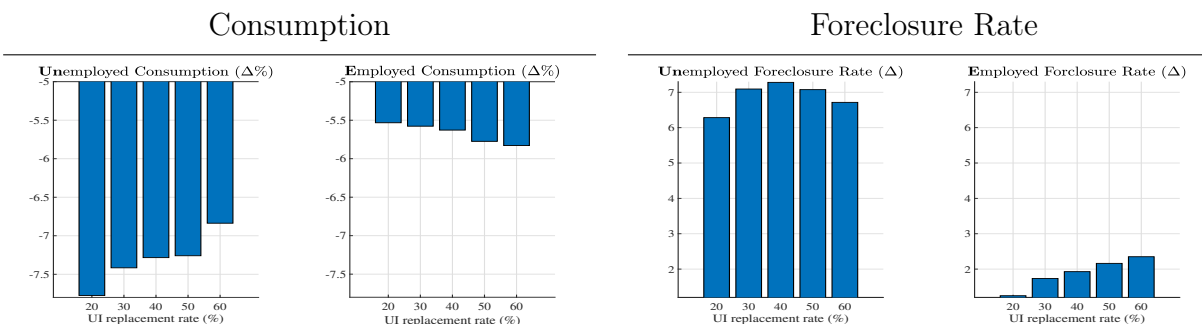 Consumption
Foreclosure Rate
Unemployed Consumption (Δ%)
-5
-5.5
-6
-6.5
-7
-7.5
20 30 40 50 60
UI replacement rate (%)
Employed Consumption (Δ%)
-5
-5.5
-6
-6.5
-7
-7.5
20 30 40 50 60
UI replacement rate (%)
Unemployed Foreclosure Rate (Δ)
7
6
5
4
3
2
20 30 40 50 60
UI replacement rate (%)
Employed Forclosure Rate (Δ)
7
6
5
4
3
2
20 30 40 50 60
UI replacement rate (%)